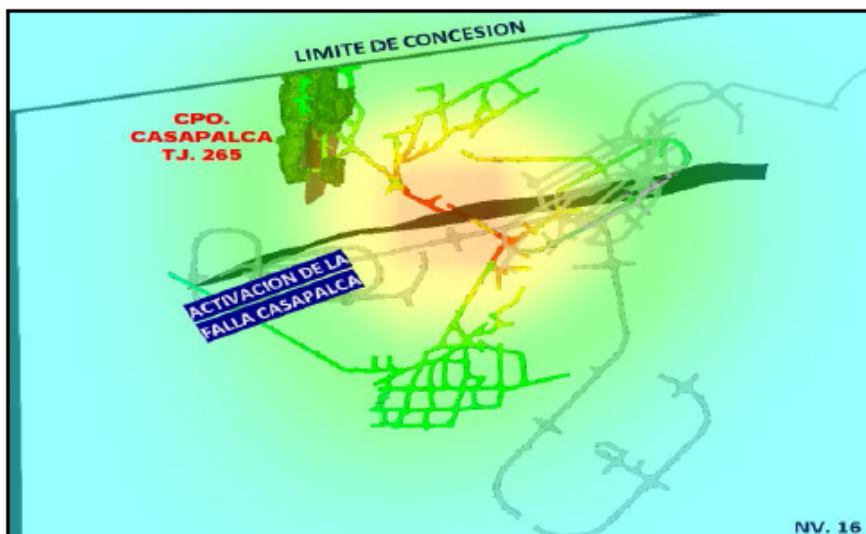 LIMITE DE CONCESION
CPO.
CASAPALCA
TJ. 265
ACTIVACION DE LA
FALLA CASAPALCA
NV. 16